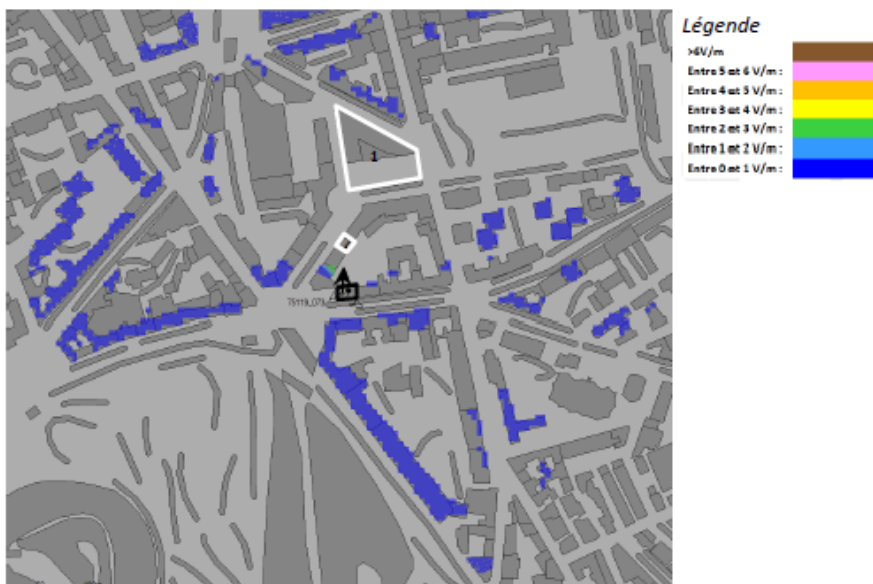 Légende
>6V/m
Entre 5 et 6 V/m :
Entre 4 et 5 V/m :
Entre 3 et 4 V/m :
Entre 2 et 3 V/m :
Entre 1 et 2 V/m :
Entre 0 et 1 V/m :
1